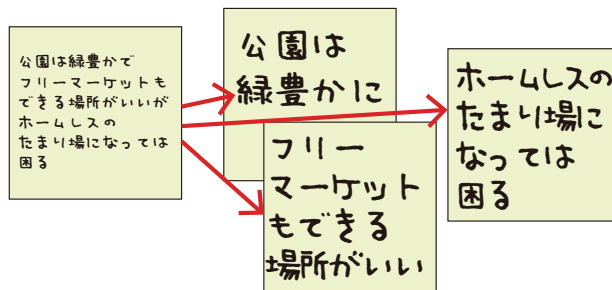 公園は緑豊かで
フリーマーケットも
できる場所がいいが
ホームレスの
たまり場になっては
困る
公園は
緑豊かに
フリー
マーケット
もできる
場所がいい
ホームレスの
たまり場に
なっては
困る